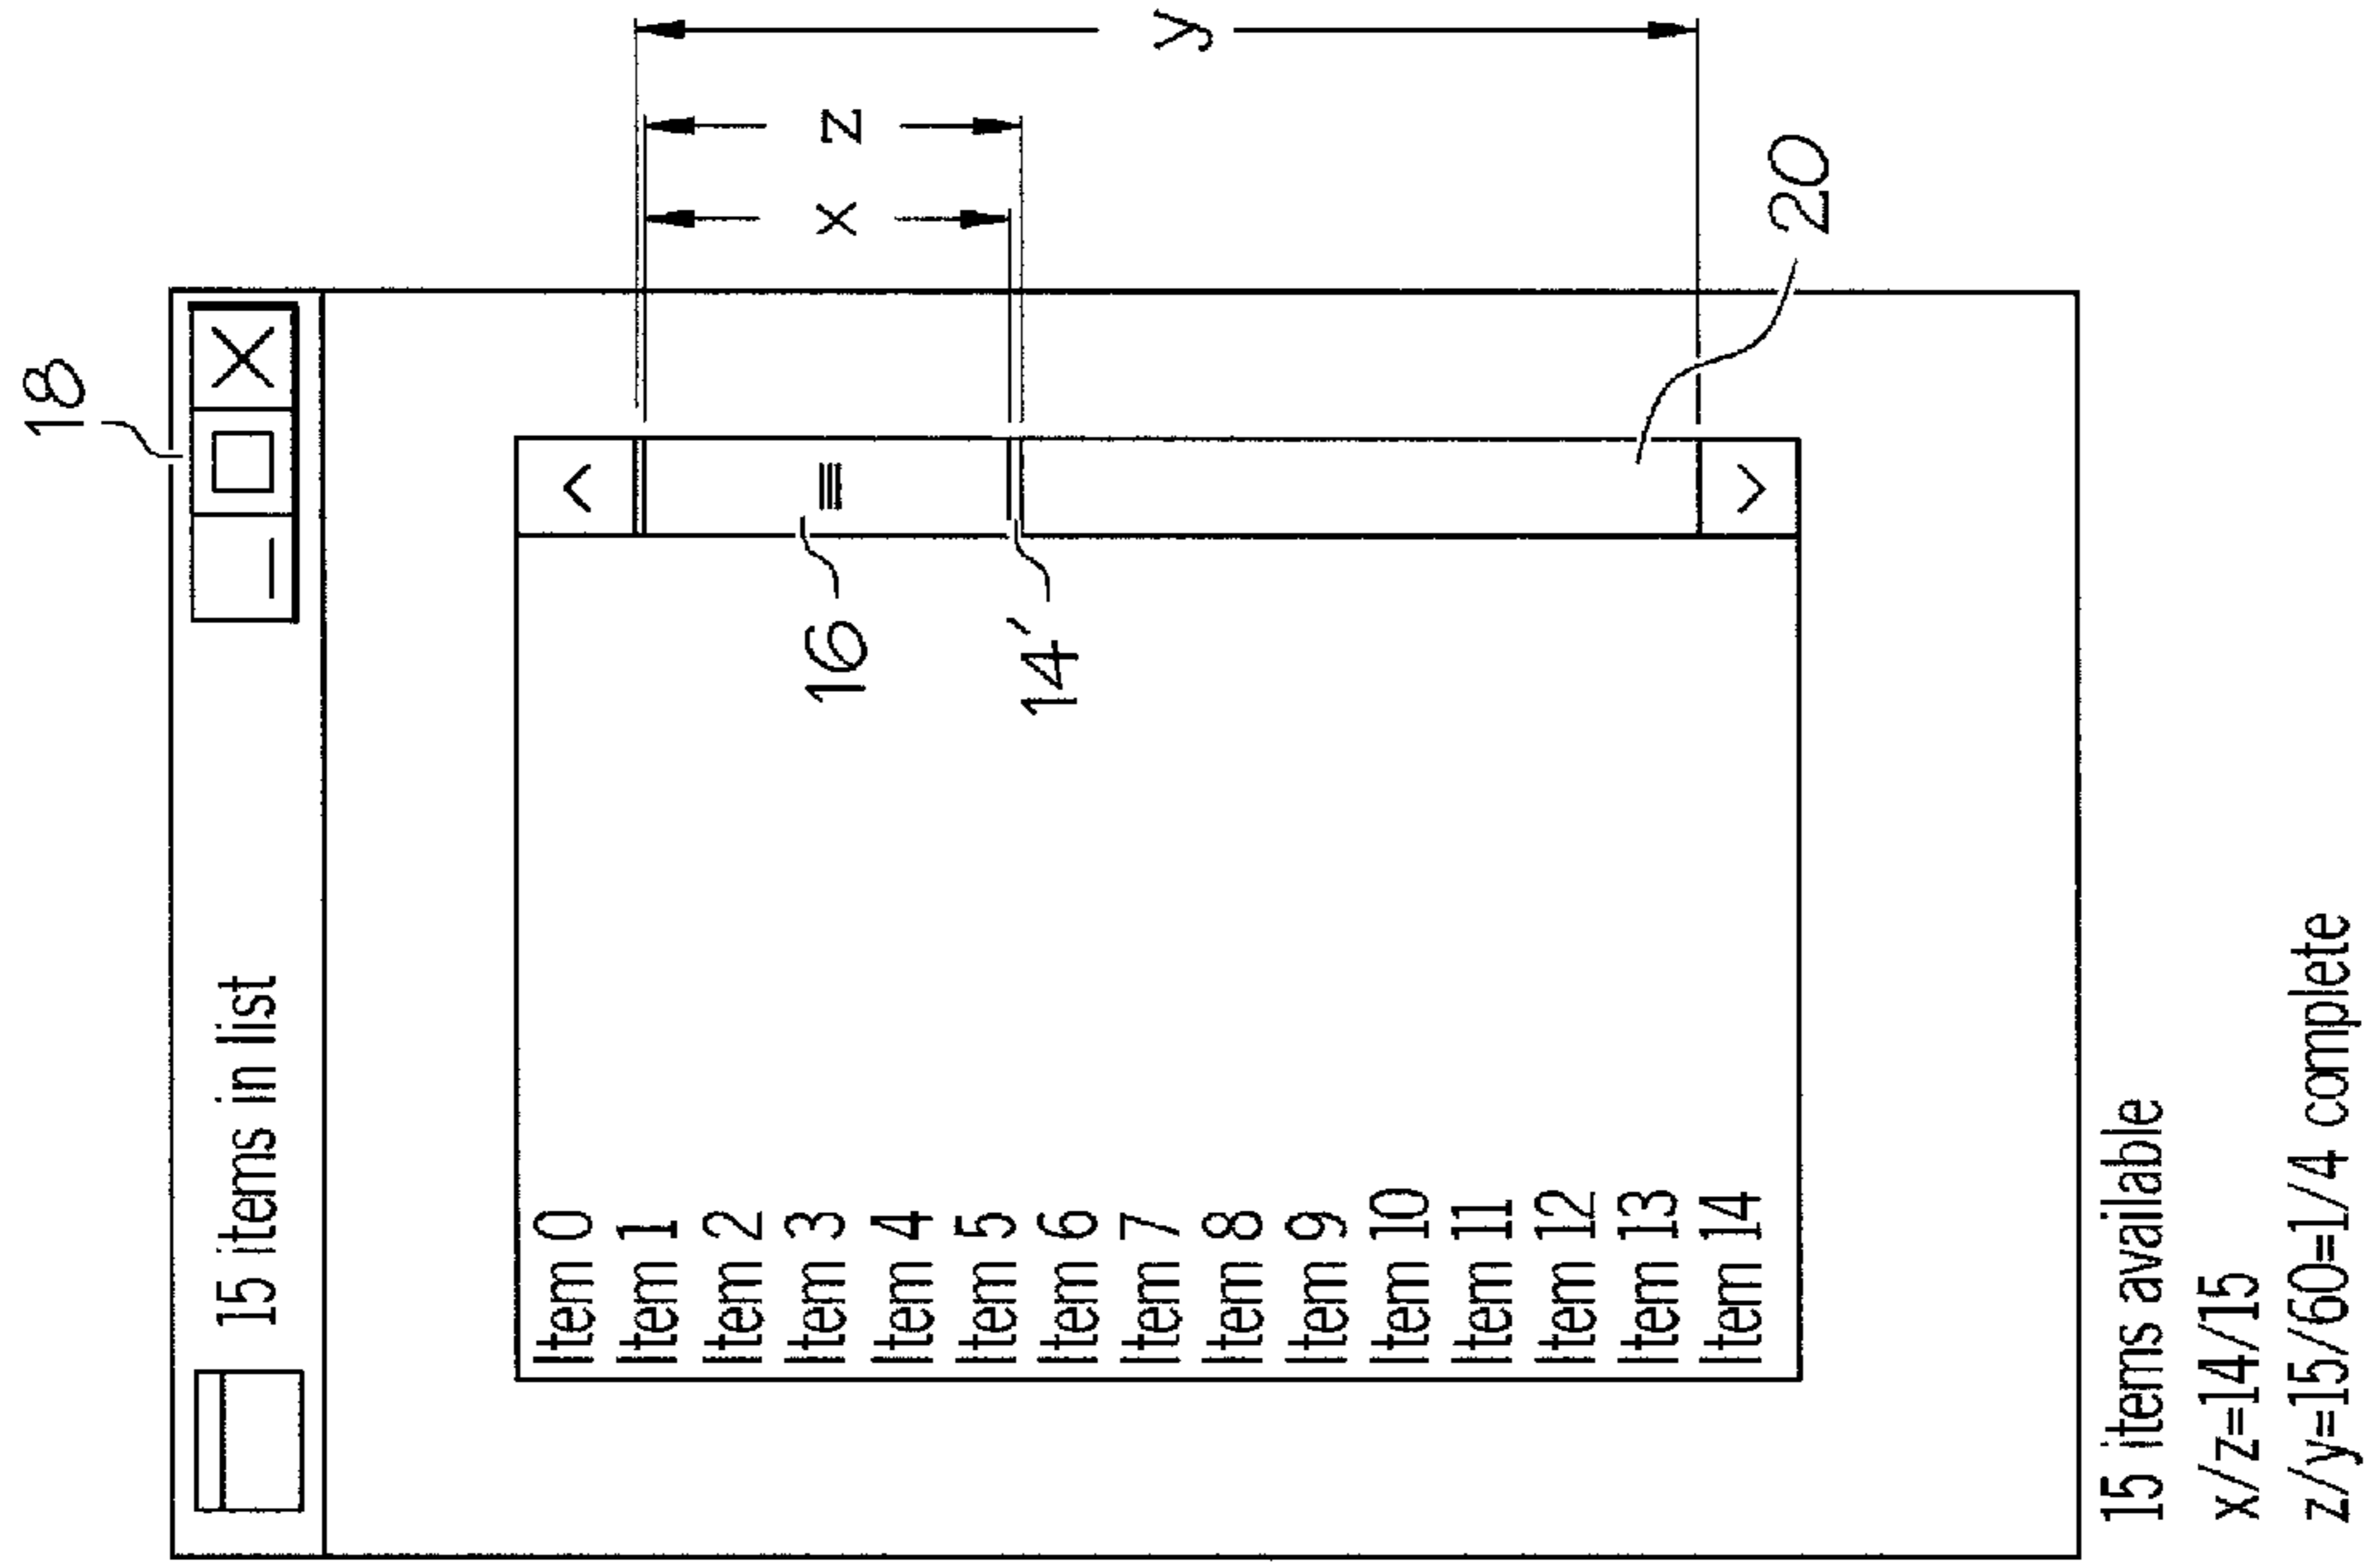 18
15 items in list
Item 0
Item 1
Item 2
Item 3
Item 4
Item 5
Item 6
Item 7
Item 8
Item 9
Item 10
Item 11
Item 12
Item 13
Item 14
16
14'
x
z
y
20
15 items available
x/z=14/15
z/y=15/60=1/4 complete